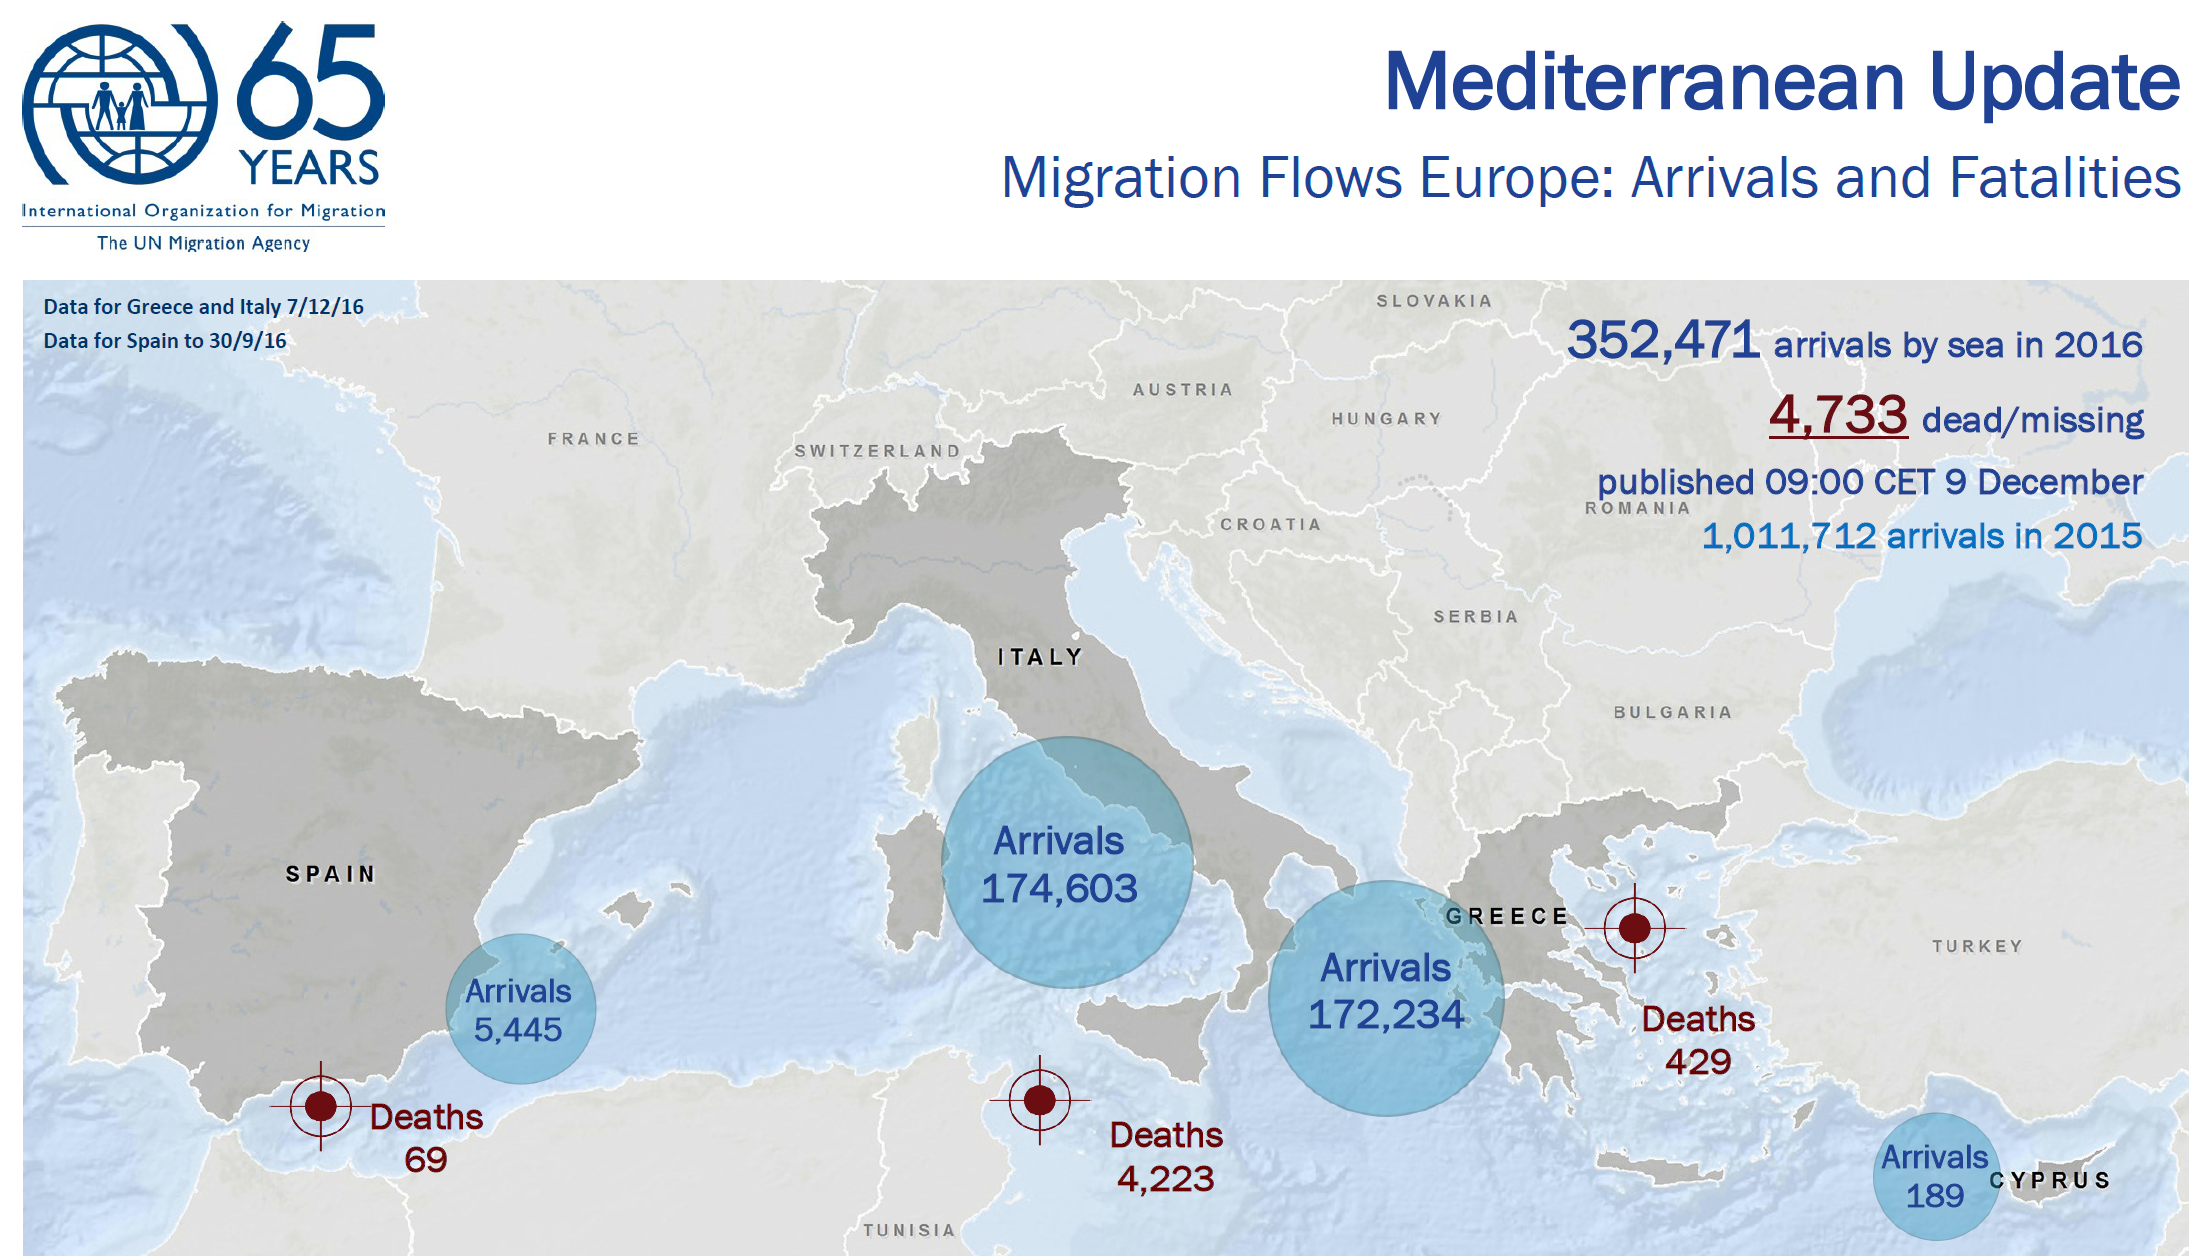 65
YEARS
International Organization for Migration
The UN Migration Agency
Mediterranean Update
Migration Flows Europe: Arrivals and Fatalities
Data for Greece and Italy 7/12/16
Data for Spain to 30/9/16
352,471 arrivals by sea in 2016
4,733 dead/missing
published 09:00 CET 9 December
1,011,712 arrivals in 2015
SLOVAKIA
AUSTRIA
HUNGARY
FRANCE
SWITZERLAND
ROMANIA
CROATIA
SERBIA
ITALY
BULGARIA
SPAIN
Arrivals
174,603
GREECE
TURKEY
Arrivals
172,234
Arrivals
5,445
Deaths
429
Deaths
69
Deaths
4,223
Arrivals
189
CYPRUS
TUNISIA